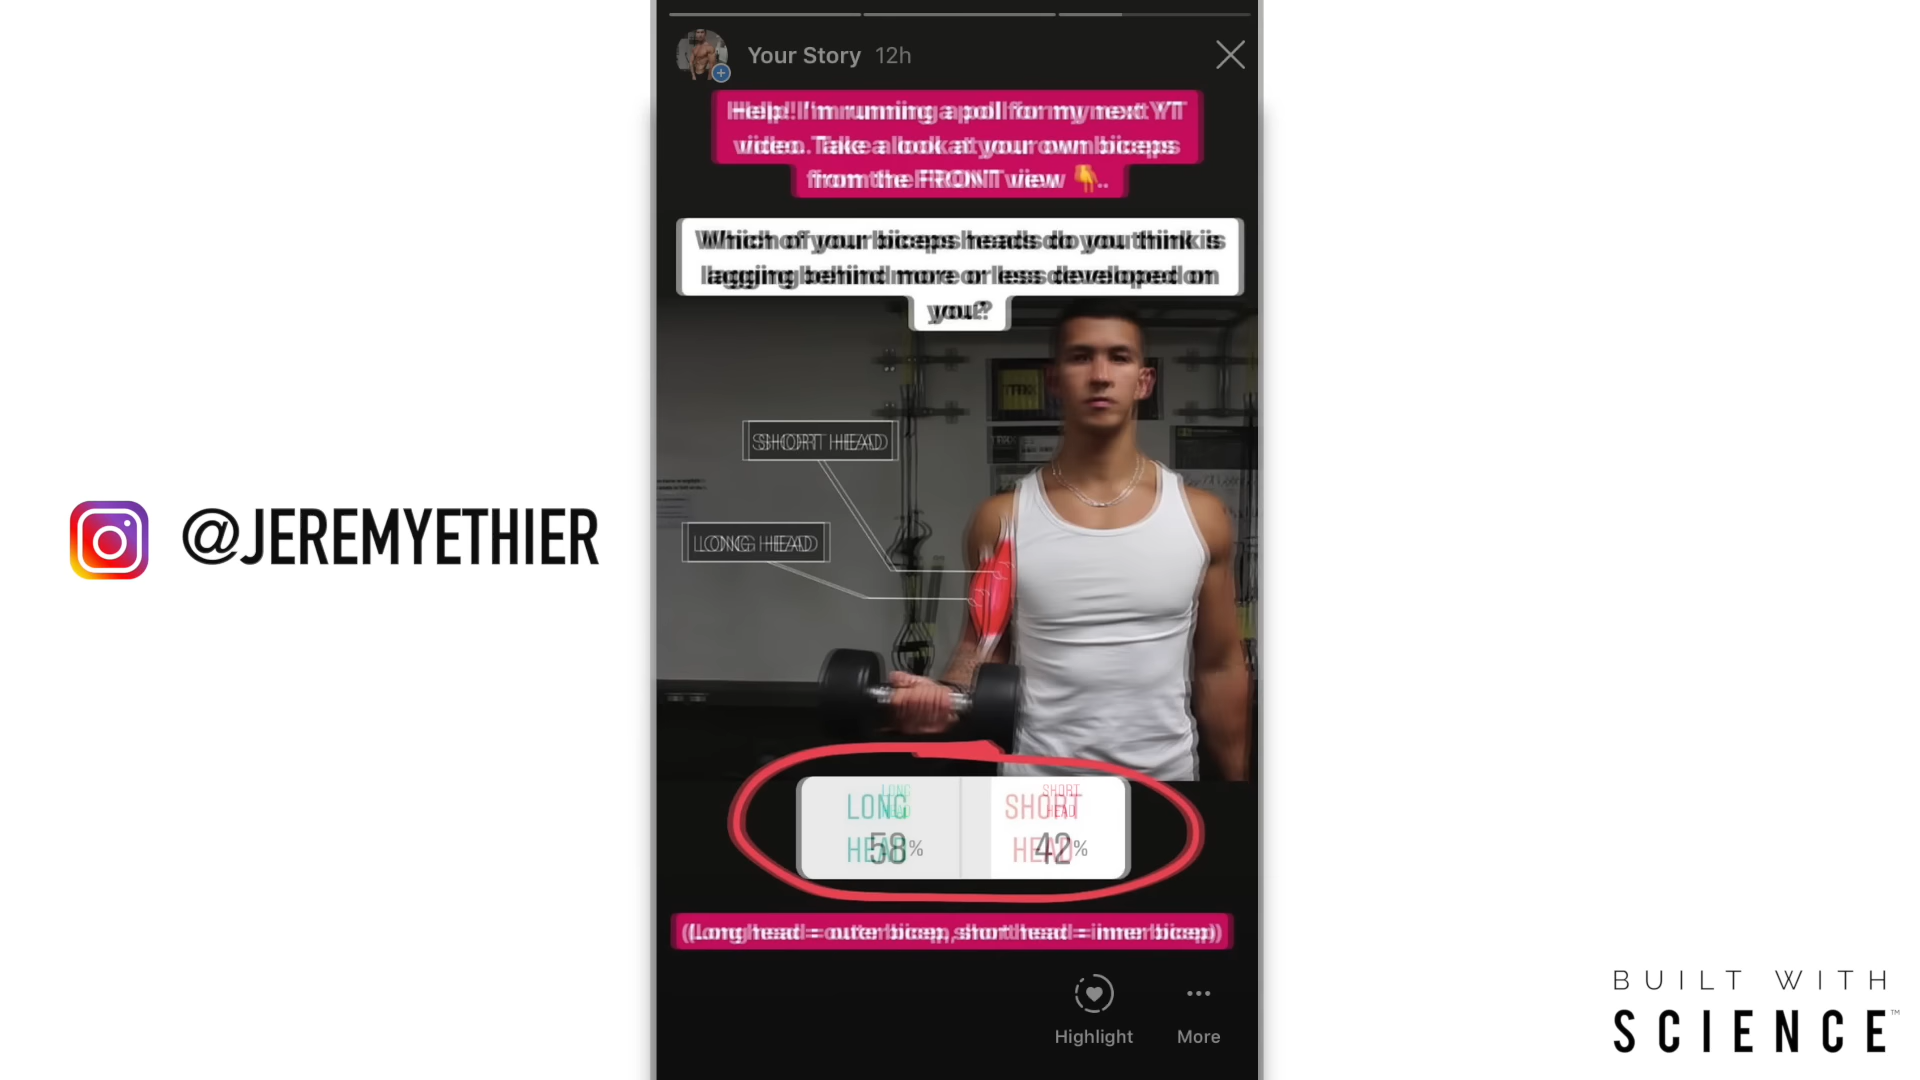 Your Story 12h
Help! I'm running a poll for my next YT
video. Take a look at your own biceps
from the FRONT view 👇.
Which of your biceps heads do you think is
lagging behind more or less developed on
you?
SHORT HEAD
LONG HEAD
@JEREMYETHIER
LONG
HEAD
58%
SHORT
HEAD
42%
(Long head = outer bicep, short head = inner bicep)
Highlight
More
BUILT WITH
SCIENCE™